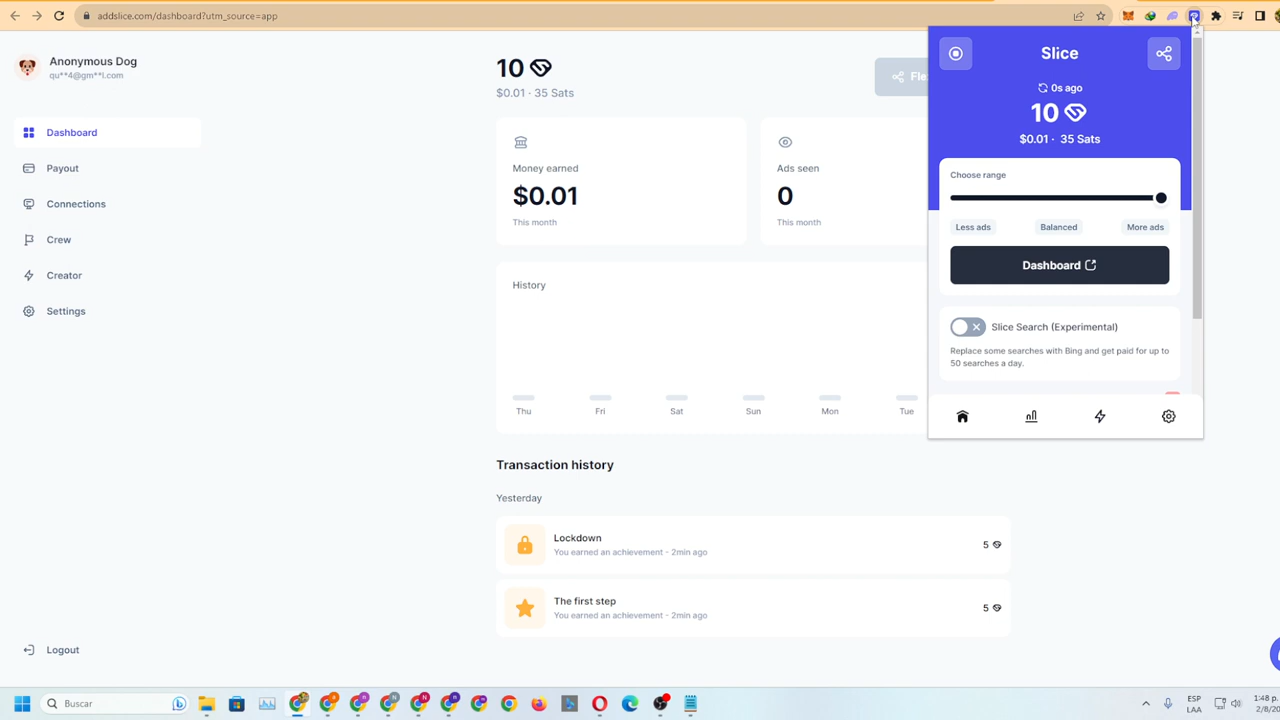 addslice.com/dashboard?utm_source=app
Anonymous Dog
qu**4@gm**l.com
Dashboard
Payout
Connections
Crew
Creator
Settings
Logout
10
$0.01 · 35 Sats
Money earned
$0.01
This month
Ads seen
0
This month
History
Thu
Fri
Sat
Sun
Mon
Tue
Transaction history
Yesterday
Lockdown
You earned an achievement - 2min ago
5
The first step
You earned an achievement - 2min ago
5
Slice
0s ago
10
$0.01 · 35 Sats
Choose range
Less ads
Balanced
More ads
Dashboard
Slice Search (Experimental)
Replace some searches with Bing and get paid for up to
50 searches a day.
Buscar
ESP
LAA
1:48 p.